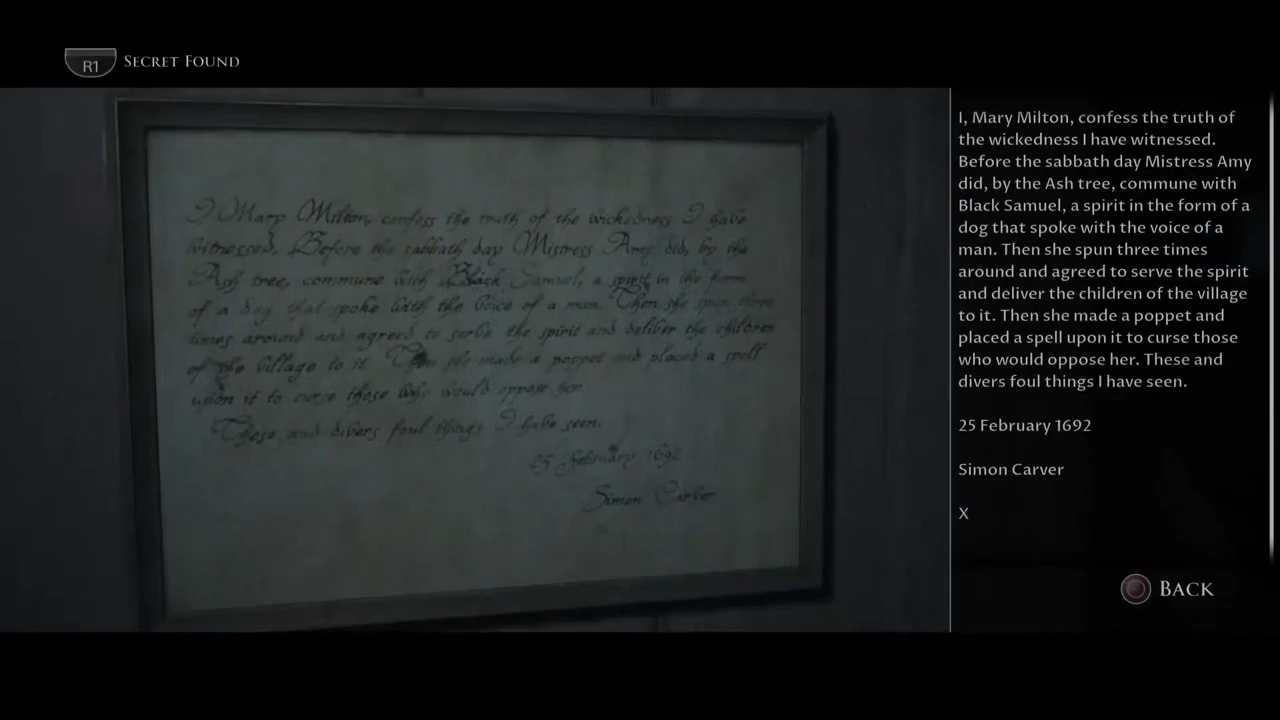 R1 SECRET FOUND
I Mary Milton, confess the truth of the wickedness I have
witnessed. Before the sabbath day Mistress Amy did, by the
Ash tree, commune with Black Samuel, a spirit in the form
of a dog that spoke with the voice of a man. Then she spun three
times around and agreed to serve the spirit and deliver the children
of the village to it. Then she made a poppet and placed a spell
upon it to curse those who would oppose her
These and divers foul things I have seen.
25 February 1692
Simon Carver
I, Mary Milton, confess the truth of
the wickedness I have witnessed.
Before the sabbath day Mistress Amy
did, by the Ash tree, commune with
Black Samuel, a spirit in the form of a
dog that spoke with the voice of a
man. Then she spun three times
around and agreed to serve the spirit
and deliver the children of the village
to it. Then she made a poppet and
placed a spell upon it to curse those
who would oppose her. These and
divers foul things I have seen.
25 February 1692
Simon Carver
X
BACK